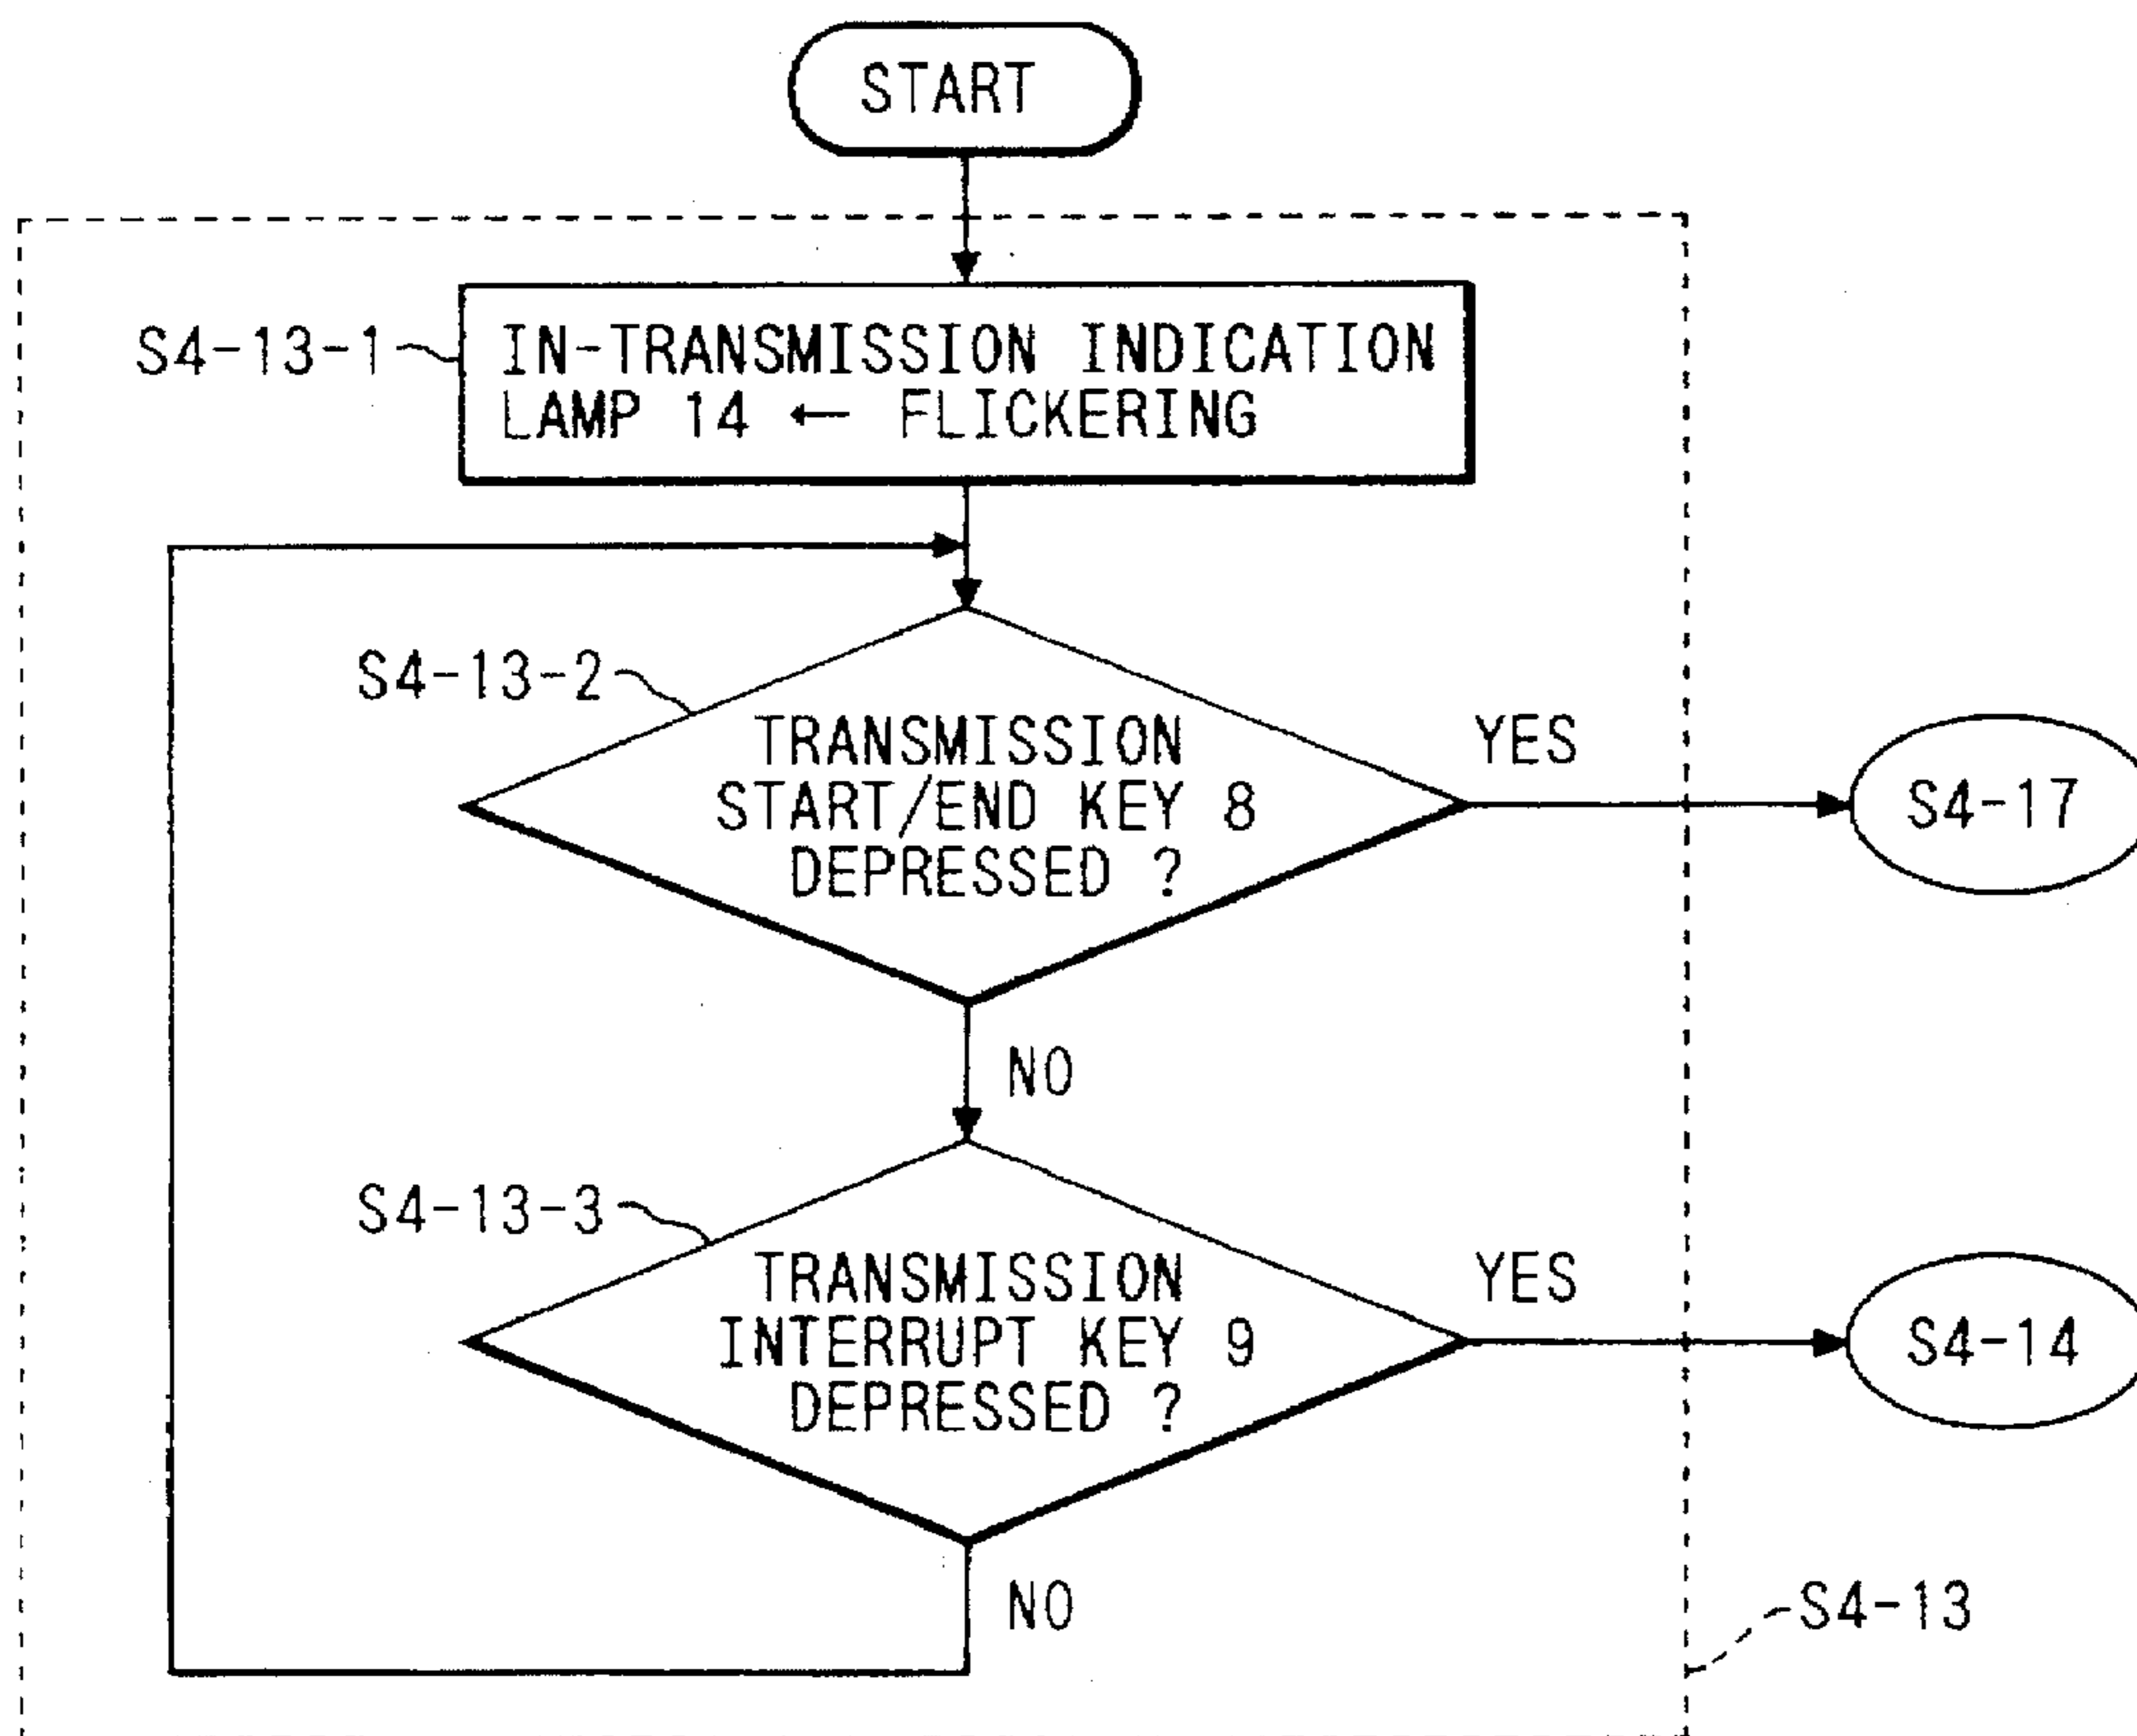 START
S4-13-1
IN-TRANSMISSION INDICATION
LAMP 14 ← FLICKERING
S4-13-2
TRANSMISSION
START/END KEY 8
DEPRESSED ?
YES
S4-17
NO
S4-13-3
TRANSMISSION
INTERRUPT KEY 9
DEPRESSED ?
YES
S4-14
NO
S4-13